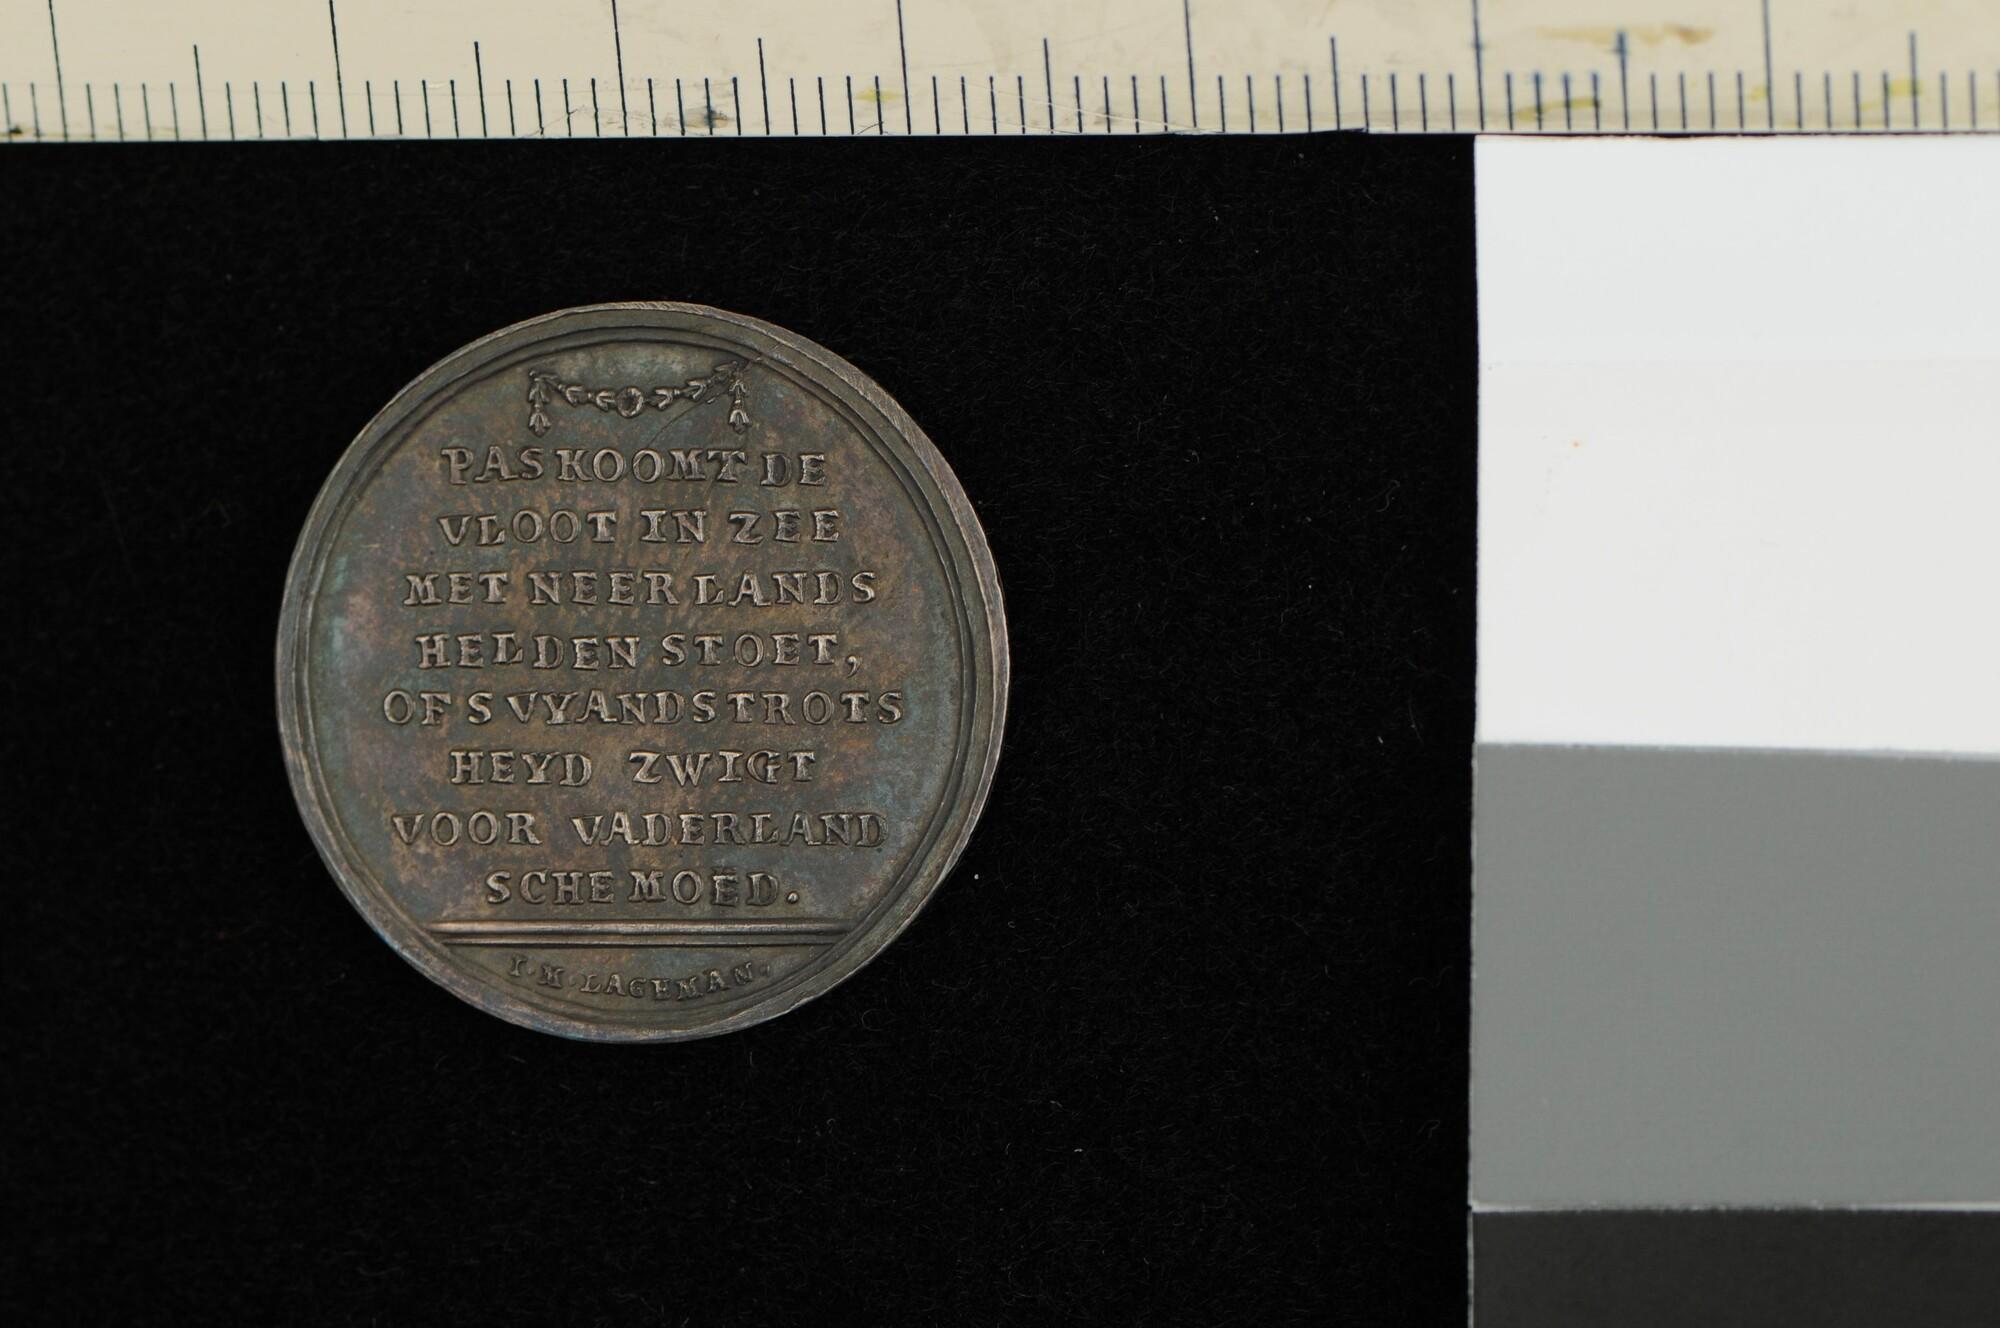 PAS KOOMT DE
VLOOT IN ZEE
MET NEERLANDS
HELDEN STOET,
OF S VYANDS TROTS
HEYD ZWIGT
VOOR VADERLAND
SCHE MOED.
I·M·LAGEMAN.